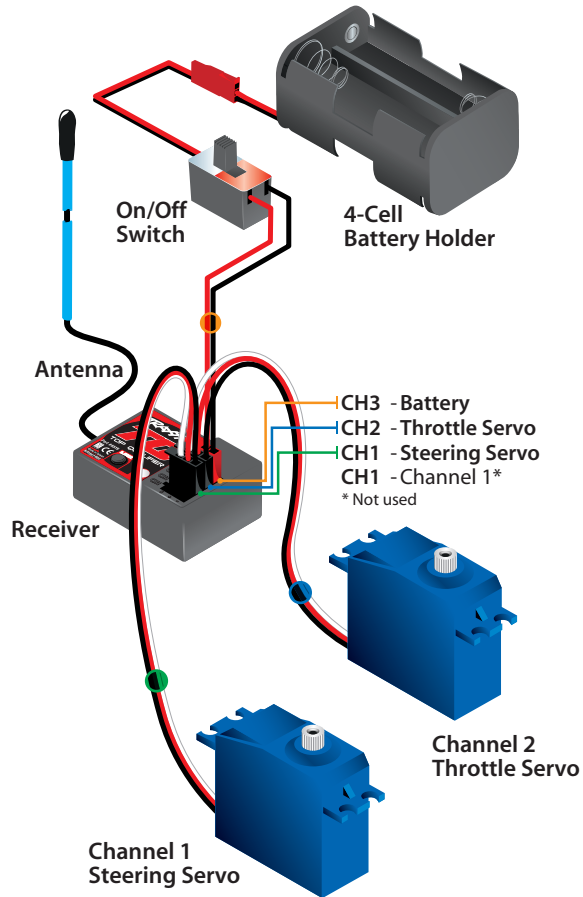 On/Off
Switch
4-Cell
Battery Holder
Antenna
CH3 - Battery
CH2 - Throttle Servo
CH1 - Steering Servo
CH1 - Channel 1*
* Not used
Receiver
Channel 2
Throttle Servo
Channel 1
Steering Servo